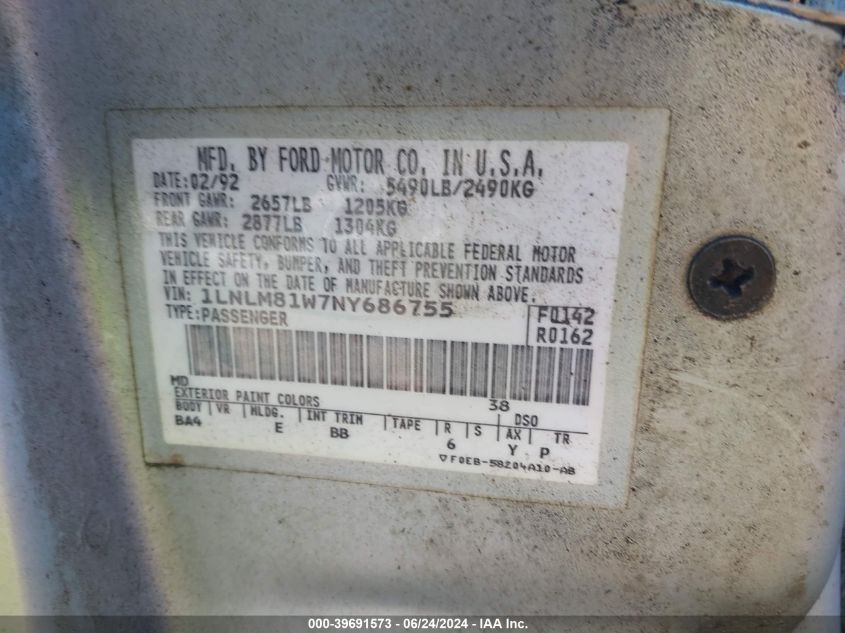 MFD. BY FORD MOTOR CO. IN U.S.A.
DATE: 02/92 GVWR: 5490LB/2490KG
FRONT GAWR: 2657LB 1205KG
REAR GAWR: 2877LB 1304KG
THIS VEHICLE CONFORMS TO ALL APPLICABLE FEDERAL MOTOR
VEHICLE SAFETY, BUMPER, AND THEFT PREVENTION STANDARDS
IN EFFECT ON THE DATE OF MANUFACTURE SHOWN ABOVE.
VIN: 1LNLM81W7NY686755 F0142
TYPE: PASSENGER R0162
MD 38
EXTERIOR PAINT COLORS DSO
BODY VR MLDG. INT TRIM TAPE R S AX TR
BA4 E BB 6 Y P
▽F0EB-58204A10-AB
000-39691573 - 06/24/2024 - IAA Inc.